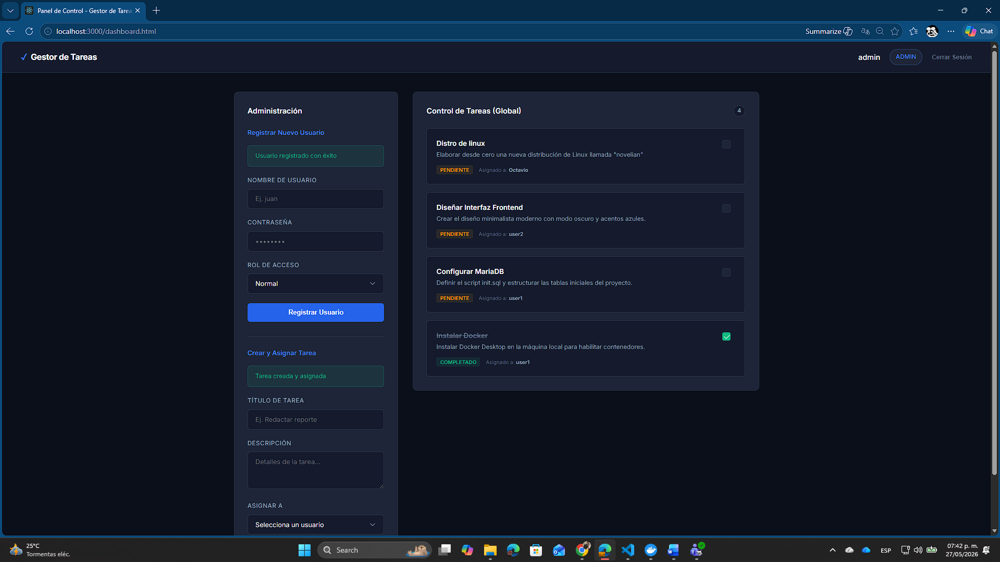 Panel de Control - Gestor de Tarea
localhost:3000/dashboard.html
Summarize
Chat
✓ Gestor de Tareas
admin
ADMIN
Cerrar Sesión
Administración
Registrar Nuevo Usuario
Usuario registrado con éxito
NOMBRE DE USUARIO
Ej. juan
CONTRASEÑA
••••••••
ROL DE ACCESO
Normal
Registrar Usuario
Crear y Asignar Tarea
Tarea creada y asignada
TÍTULO DE TAREA
Ej. Redactar reporte
DESCRIPCIÓN
Detalles de la tarea...
ASIGNAR A
Selecciona un usuario
Control de Tareas (Global)
4
Distro de linux
Elaborar desde cero una nueva distribución de Linux llamada "novelian"
PENDIENTE Asignado a: Octavio
Diseñar Interfaz Frontend
Crear el diseño minimalista moderno con modo oscuro y acentos azules.
PENDIENTE Asignado a: user2
Configurar MariaDB
Definir el script init.sql y estructurar las tablas iniciales del proyecto.
PENDIENTE Asignado a: user1
Instalar Docker
Instalar Docker Desktop en la máquina local para habilitar contenedores.
COMPLETADO Asignado a: user1
25°C
Tormentas eléc.
Search
ESP
07:42 p. m.
27/05/2026